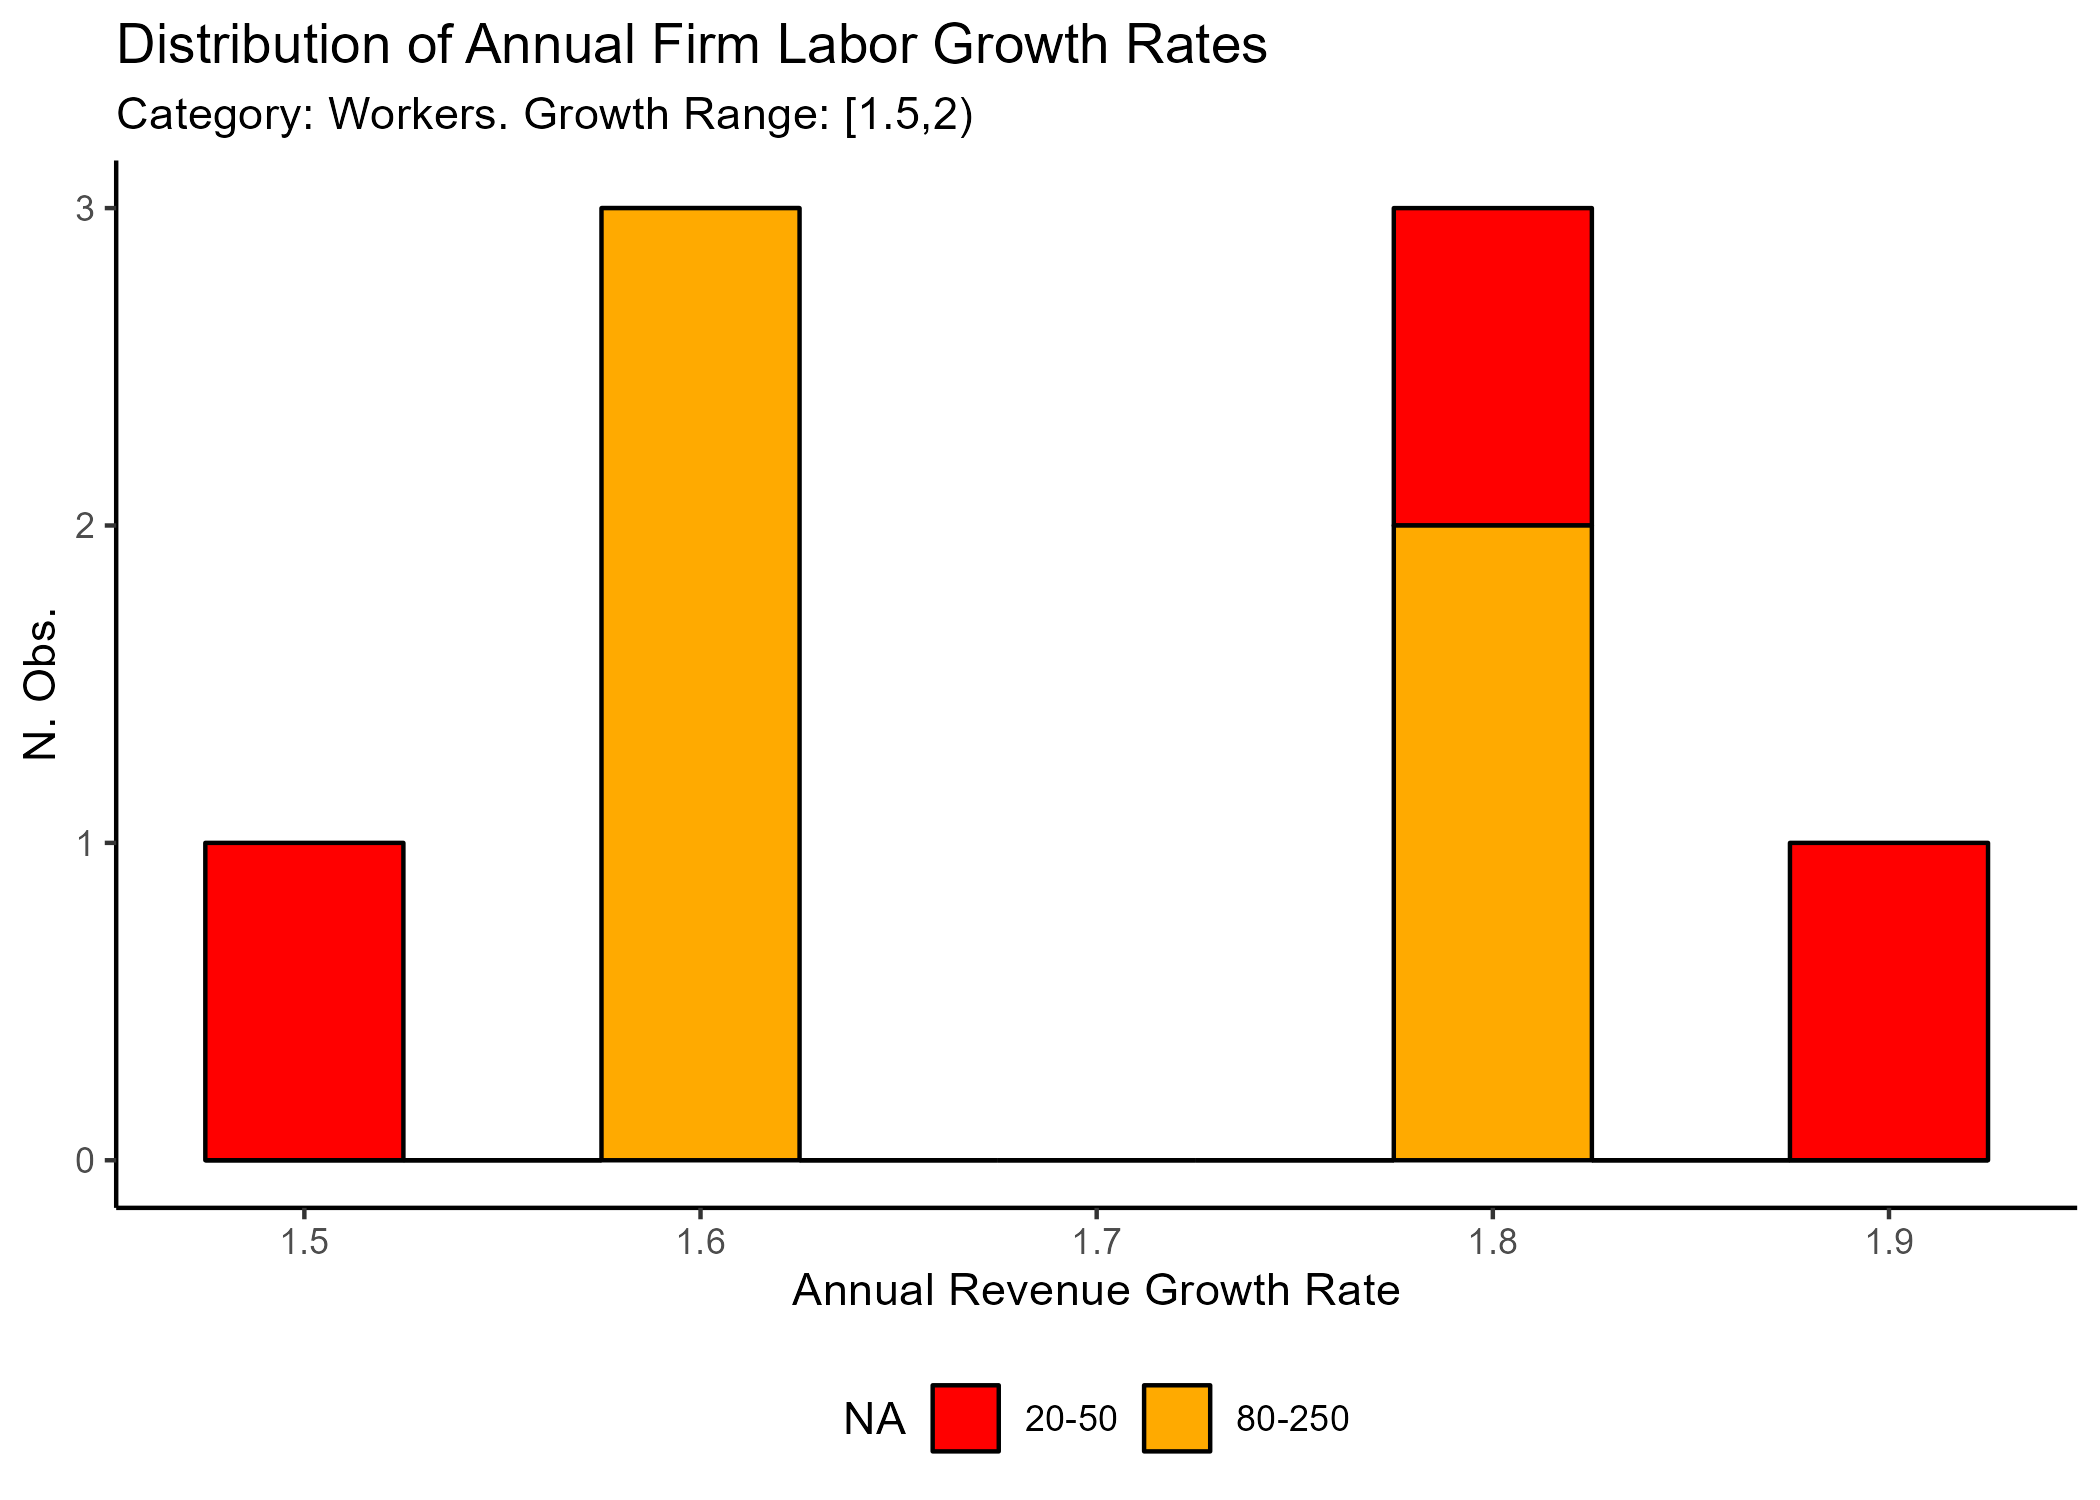 Distribution of Annual Firm Labor Growth Rates
Category: Workers. Growth Range: [1.5,2)
3
2
1
0
N. Obs.
1.5 1.6 1.7 1.8 1.9
Annual Revenue Growth Rate
NA 20-50 80-250